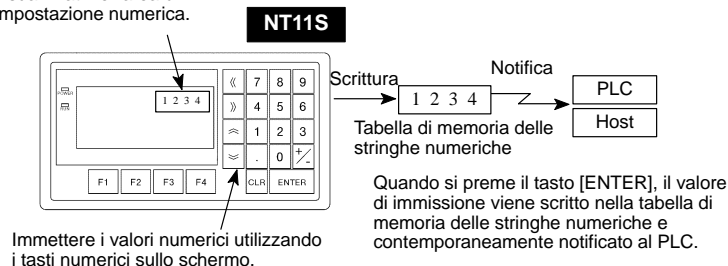 mpostazione numerica.
NT11S
POWER
1 2 3 4
《 7 8 9
》 4 5 6
︽ 1 2 3
︾ . 0 +/-
F1 F2 F3 F4 CLR ENTER
Scrittura
1 2 3 4
Notifica
PLC
Host
Tabella di memoria delle
stringhe numeriche
Immettere i valori numerici utilizzando
i tasti numerici sullo schermo.
Quando si preme il tasto [ENTER], il valore
di immissione viene scritto nella tabella di
memoria delle stringhe numeriche e
contemporaneamente notificato al PLC.